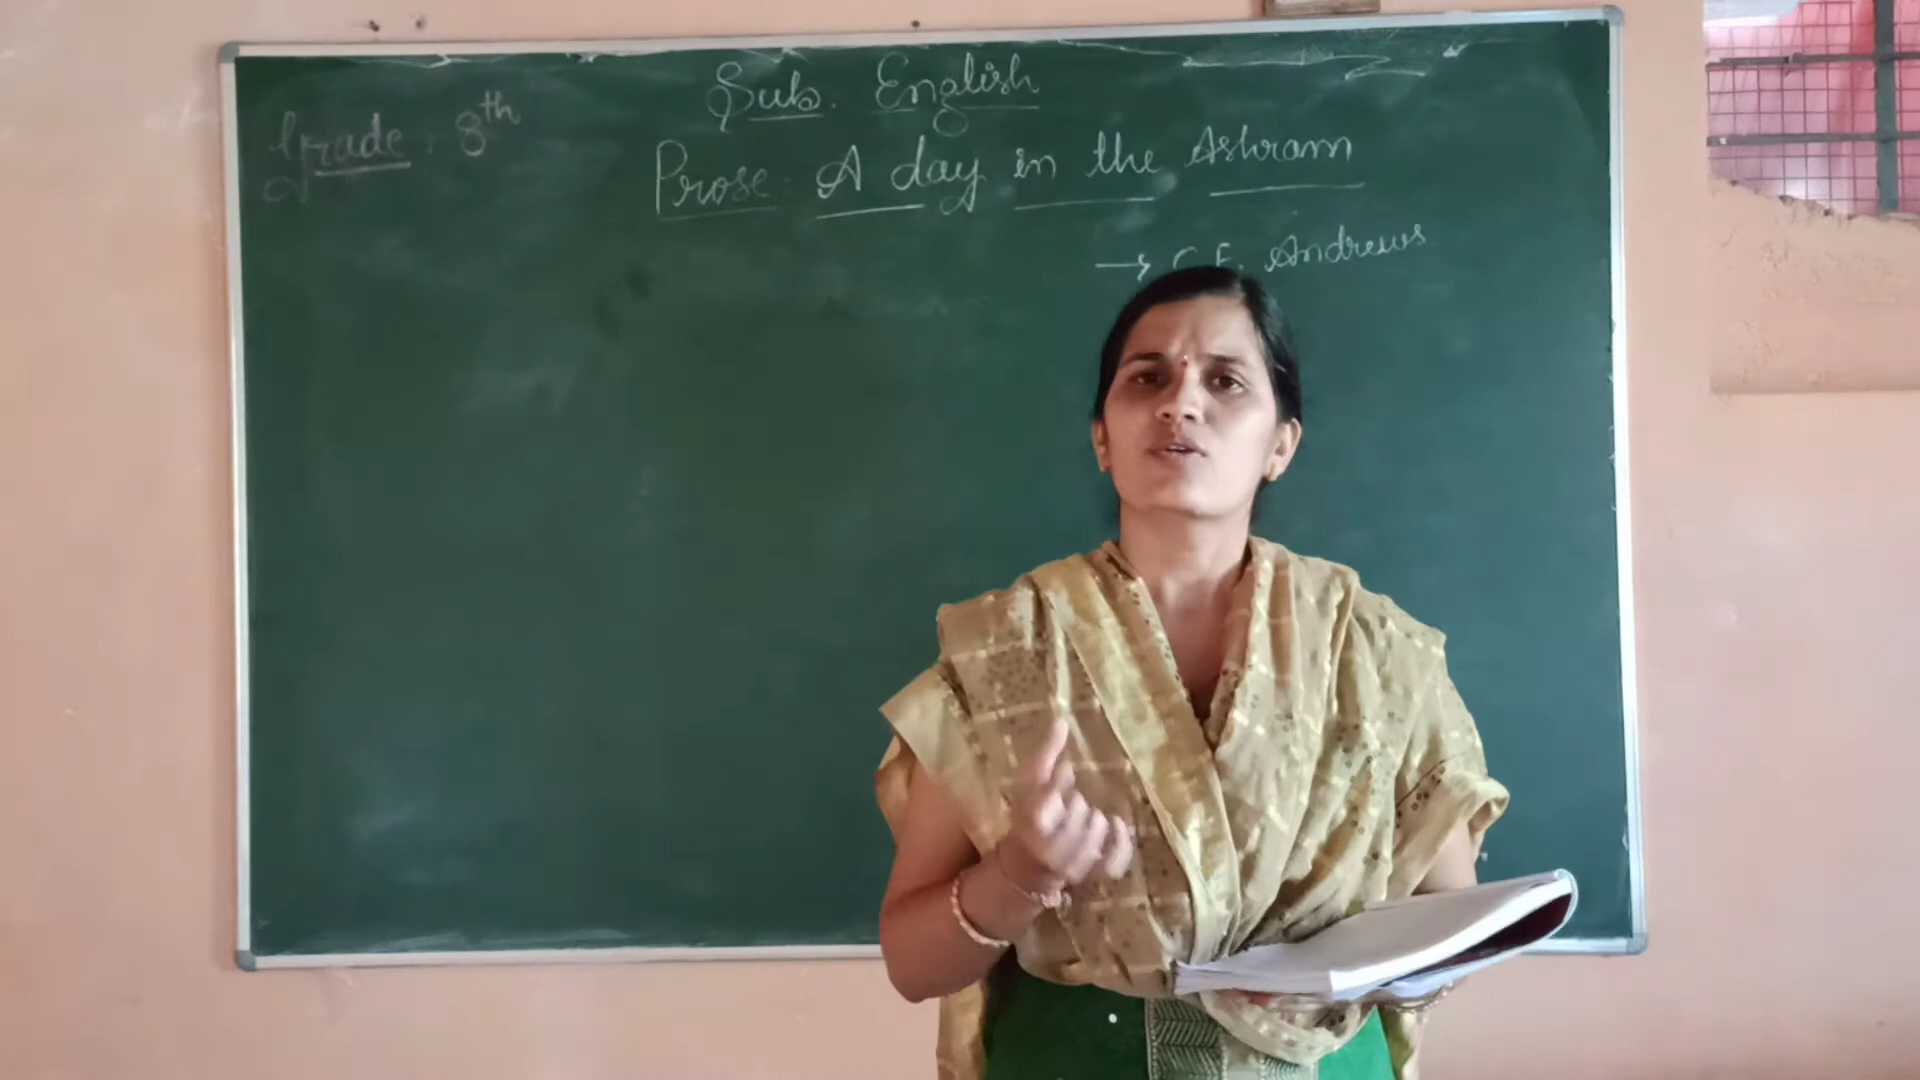 Grade : 8th
Sub. English
Prose : A day in the Ashram
→ C.F. Andrews